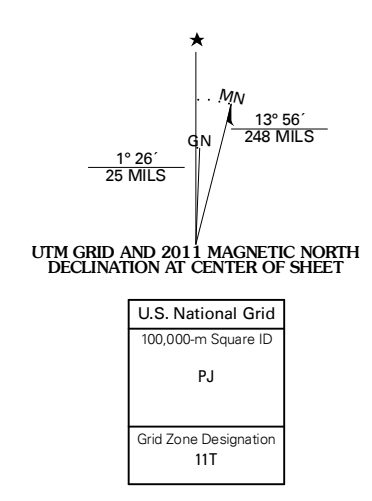 ★
MN
13° 56´
248 MILS
GN
1° 26´
25 MILS
UTM GRID AND 2011 MAGNETIC NORTH
DECLINATION AT CENTER OF SHEET
U.S. National Grid
100,000-m Square ID
PJ
Grid Zone Designation
11T